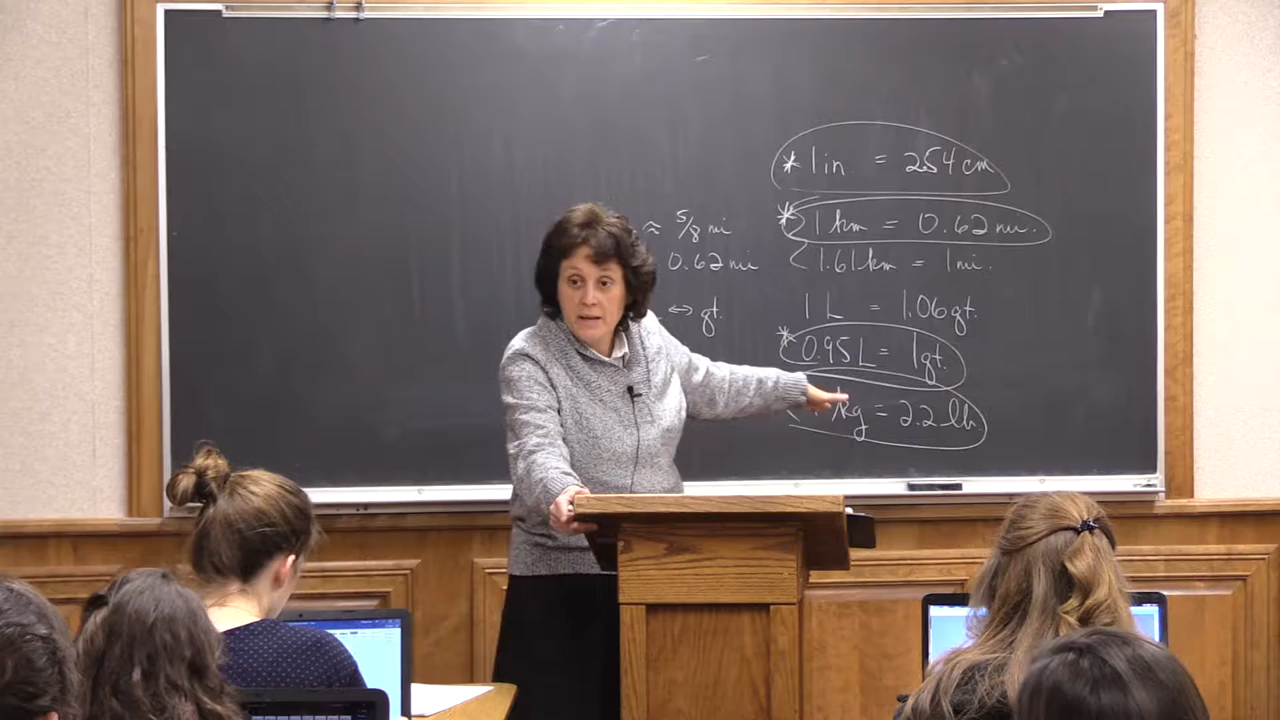 * 1 in = 2.54 cm
≈ 5/8 mi
* 1 km = 0.62 mi.
0.62 mi
1.61 km = 1 mi.
1 L = 1.06 qt.
↔ qt.
* 0.95 L = 1 qt.
kg = 2.2 lb.